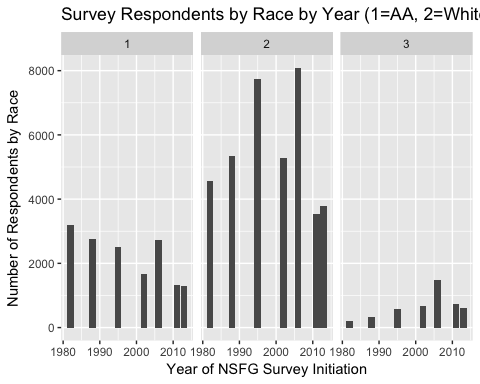 Survey Respondents by Race by Year (1=AA, 2=White
1 2 3
Number of Respondents by Race
8000
6000
4000
2000
0
1980 1990 2000 2010 1980 1990 2000 2010 1980 1990 2000 2010
Year of NSFG Survey Initiation